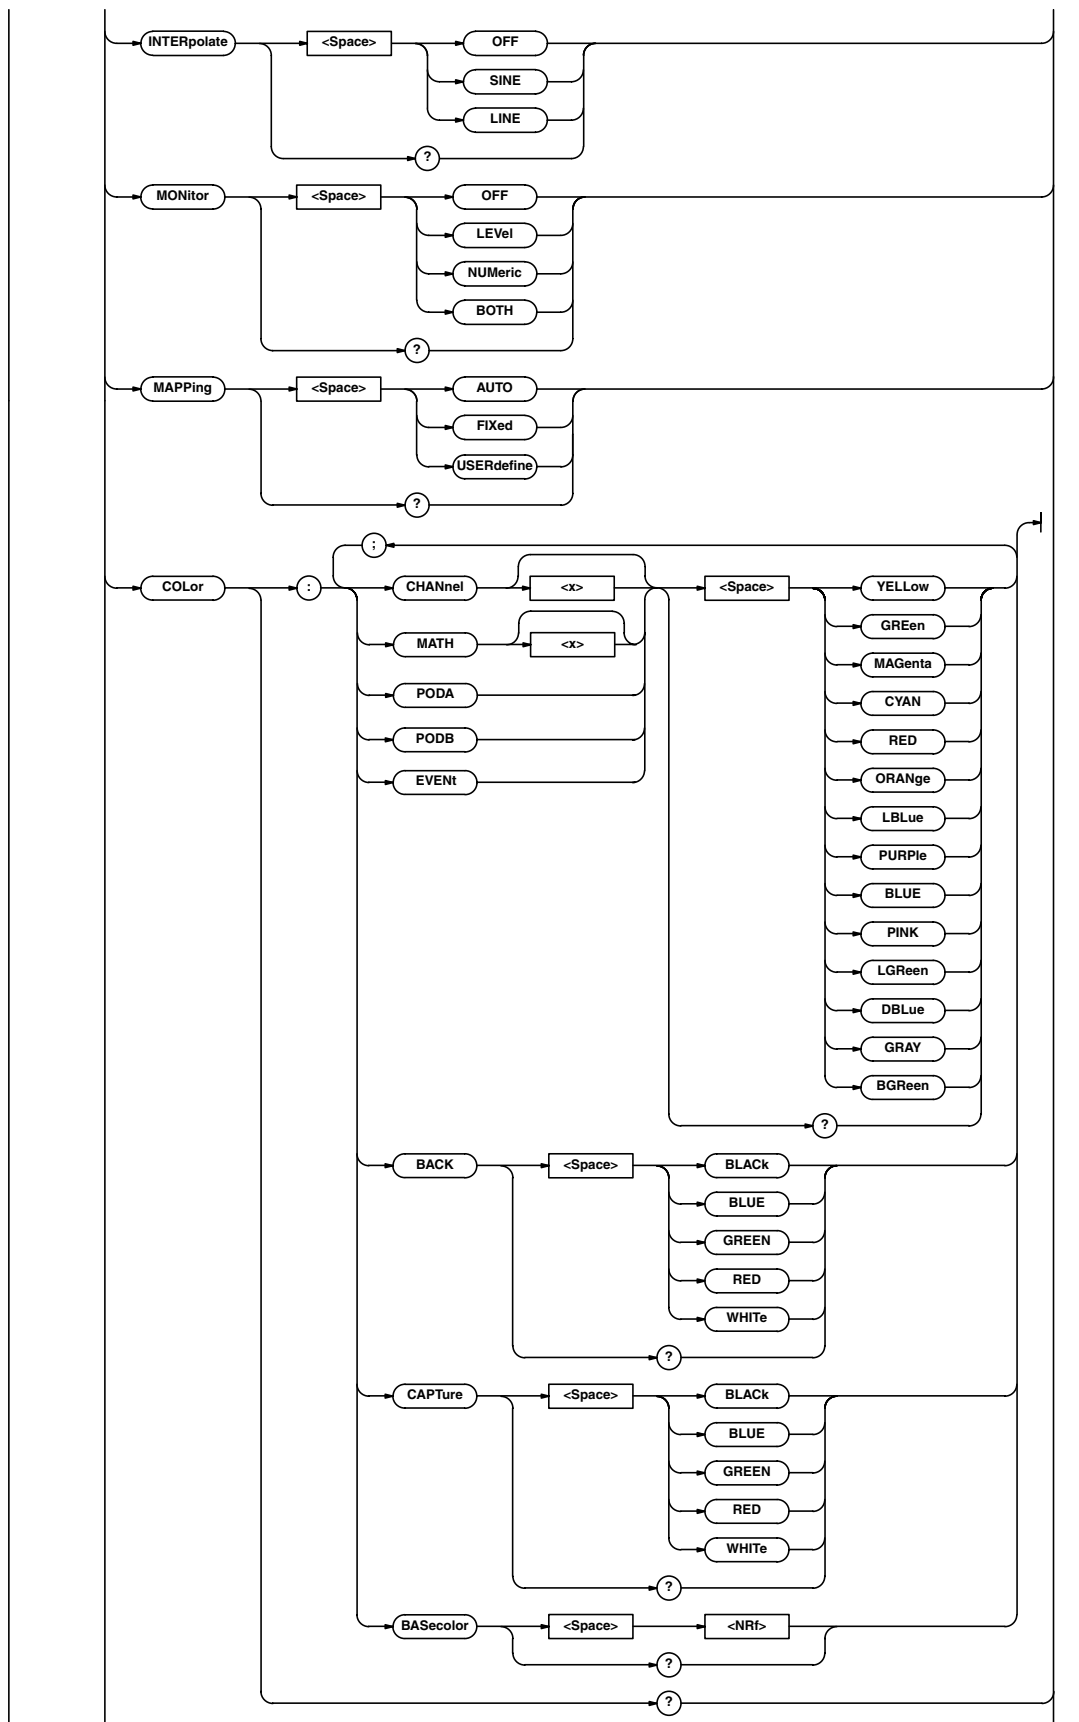 INTERpolate <Space> OFF
SINE
LINE
?
MONitor <Space> OFF
LEVel
NUMeric
BOTH
?
MAPPing <Space> AUTO
FIXed
USERdefine
?
;
COLor : CHANnel <x> <Space> YELLow
GREen
MATH <x>
MAGenta
PODA
CYAN
PODB
RED
EVENt
ORANge
LBLue
PURPle
BLUE
PINK
LGReen
DBLue
GRAY
BGReen
?
BACK <Space> BLACk
BLUE
GREEN
RED
WHITe
?
CAPTure <Space> BLACk
BLUE
GREEN
RED
WHITe
?
BASecolor <Space> <NRf>
?
?